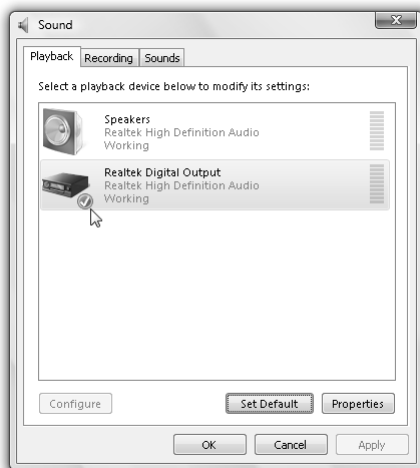 Sound
Playback Recording Sounds
Select a playback device below to modify its settings:
Speakers
Realtek High Definition Audio
Working
Realtek Digital Output
Realtek High Definition Audio
Working
Configure Set Default Properties
OK Cancel Apply